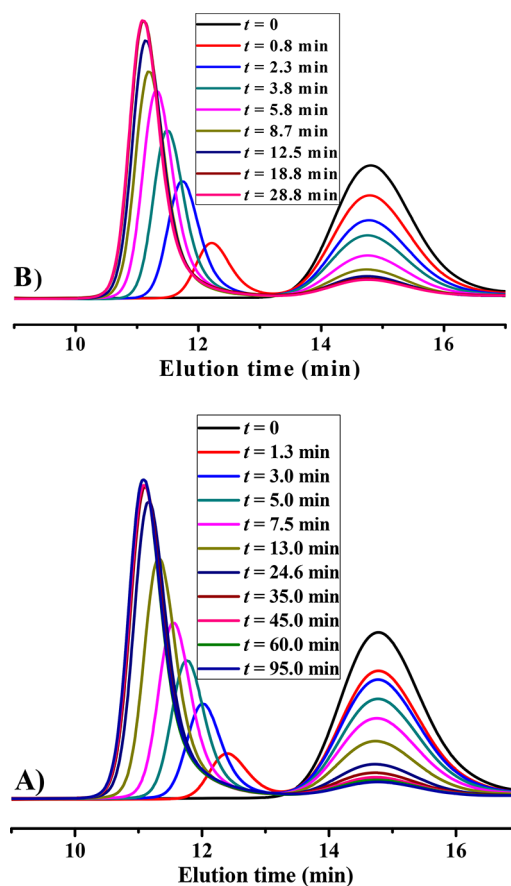 t = 0
t = 0.8 min
t = 2.3 min
t = 3.8 min
t = 5.8 min
t = 8.7 min
t = 12.5 min
t = 18.8 min
t = 28.8 min
B)
10 12 14 16
Elution time (min)
t = 0
t = 1.3 min
t = 3.0 min
t = 5.0 min
t = 7.5 min
t = 13.0 min
t = 24.6 min
t = 35.0 min
t = 45.0 min
t = 60.0 min
t = 95.0 min
A)
10 12 14 16
Elution time (min)